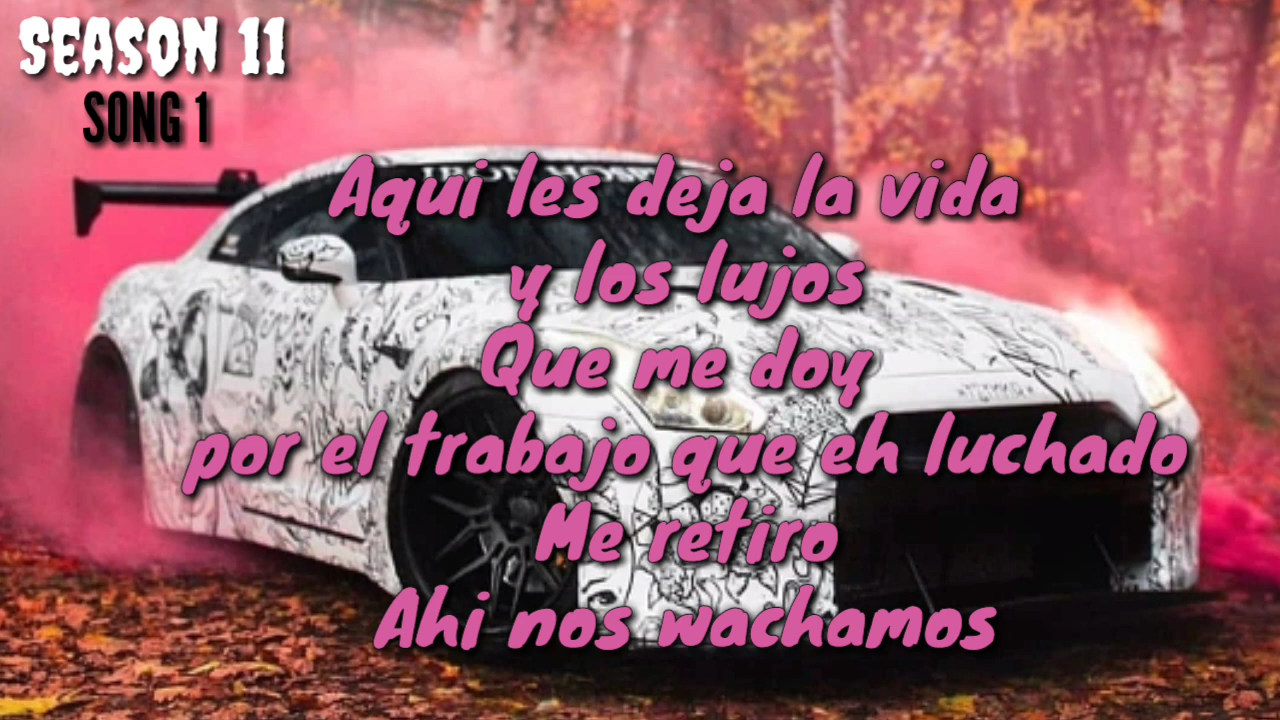 SEASON 11
SONG 1
Aqui les deja la vida
y los lujos
Que me doy
por el trabajo que eh luchado
Me retiro
Ahi nos wachamos